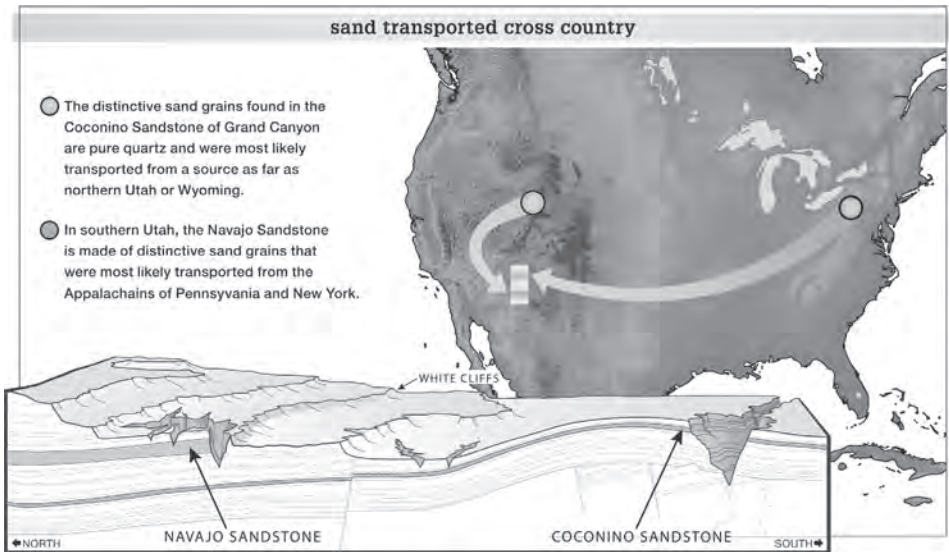 sand transported cross country
The distinctive sand grains found in the
Coconino Sandstone of Grand Canyon
are pure quartz and were most likely
transported from a source as far as
northern Utah or Wyoming.
In southern Utah, the Navajo Sandstone
is made of distinctive sand grains that
were most likely transported from the
Appalachains of Pennsyvania and New York.
WHITE CLIFFS
NAVAJO SANDSTONE
COCONINO SANDSTONE
NORTH
SOUTH